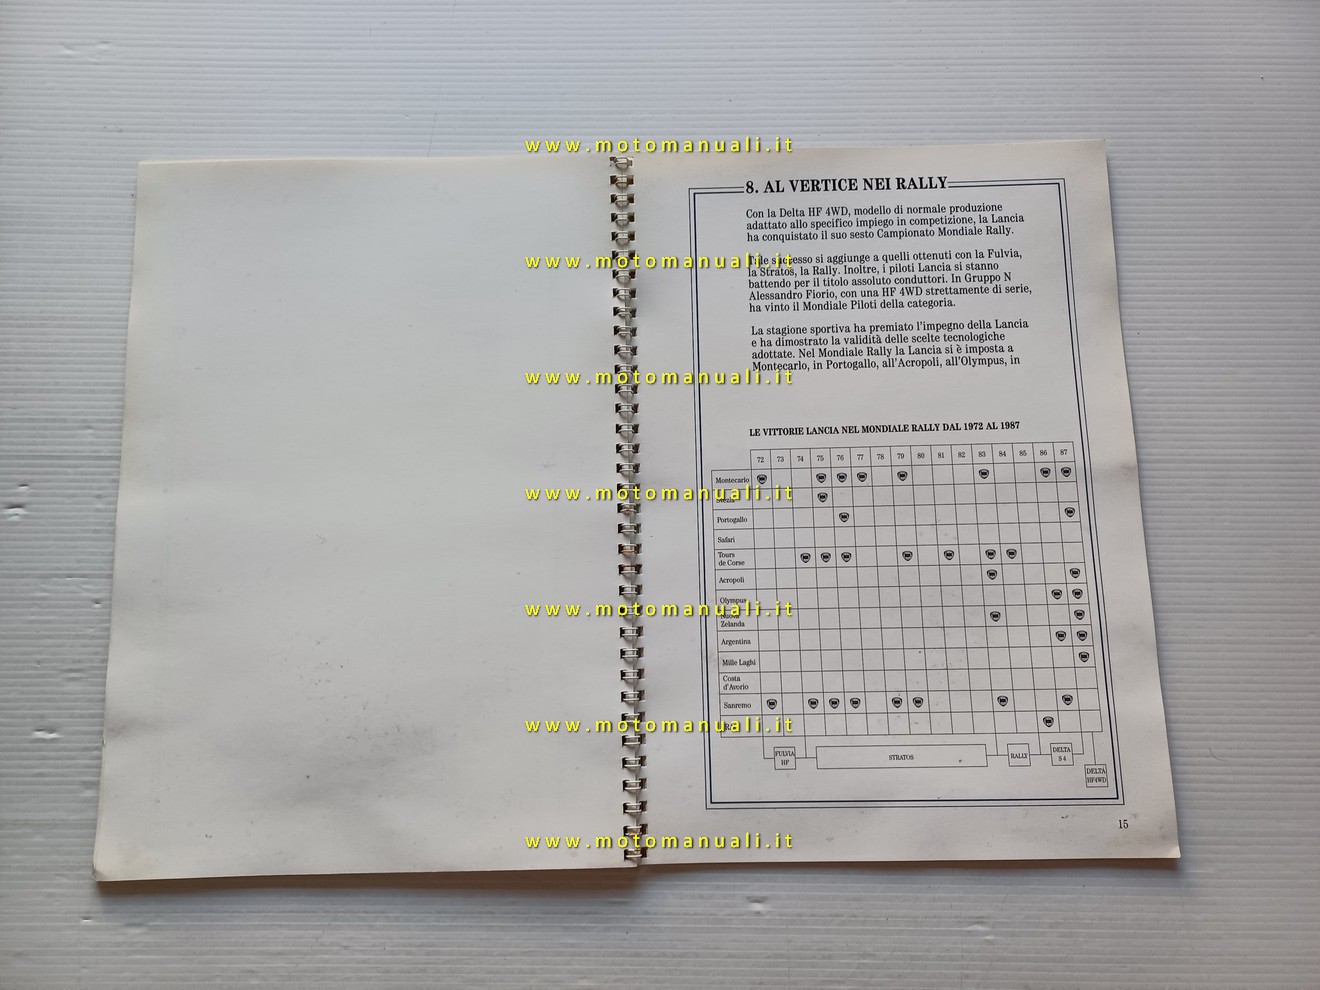 www.motomanuali.it
8. AL VERTICE NEI RALLY
Con la Delta HF 4WD, modello di normale produzione
adattato allo specifico impiego in competizione, la Lancia
ha conquistato il suo sesto Campionato Mondiale Rally.
Tale successo si aggiunge a quelli ottenuti con la Fulvia,
www.motomanuali.it
la Stratos, la Rally. Inoltre, i piloti Lancia si stanno
battendo per il titolo assoluto conduttori. In Gruppo N
Alessandro Fiorio, con una HF 4WD strettamente di serie,
ha vinto il Mondiale Piloti della categoria.
La stagione sportiva ha premiato l'impegno della Lancia
e ha dimostrato la validità delle scelte tecnologiche
adottate. Nel Mondiale Rally la Lancia si è imposta a
Montecarlo, in Portogallo, all'Acropoli, all'Olympus, in
www.motomanuali.it
LE VITTORIE LANCIA NEL MONDIALE RALLY DAL 1972 AL 1987
72 73 74 75 76 77 78 79 80 81 82 83 84 85 86 87
Montecarlo
www.motomanuali.it
Svezia
Portogallo
Safari
Tours
de Corse
Acropoli
Olympus
www.motomanuali.it
Nuova
Zelanda
Argentina
Mille Laghi
Costa
d'Avorio
Sanremo
www.motomanuali.it
FULVIA
HF
STRATOS
RALLY
DELTA
S4
DELTA
HF4WD
15
www.motomanuali.it